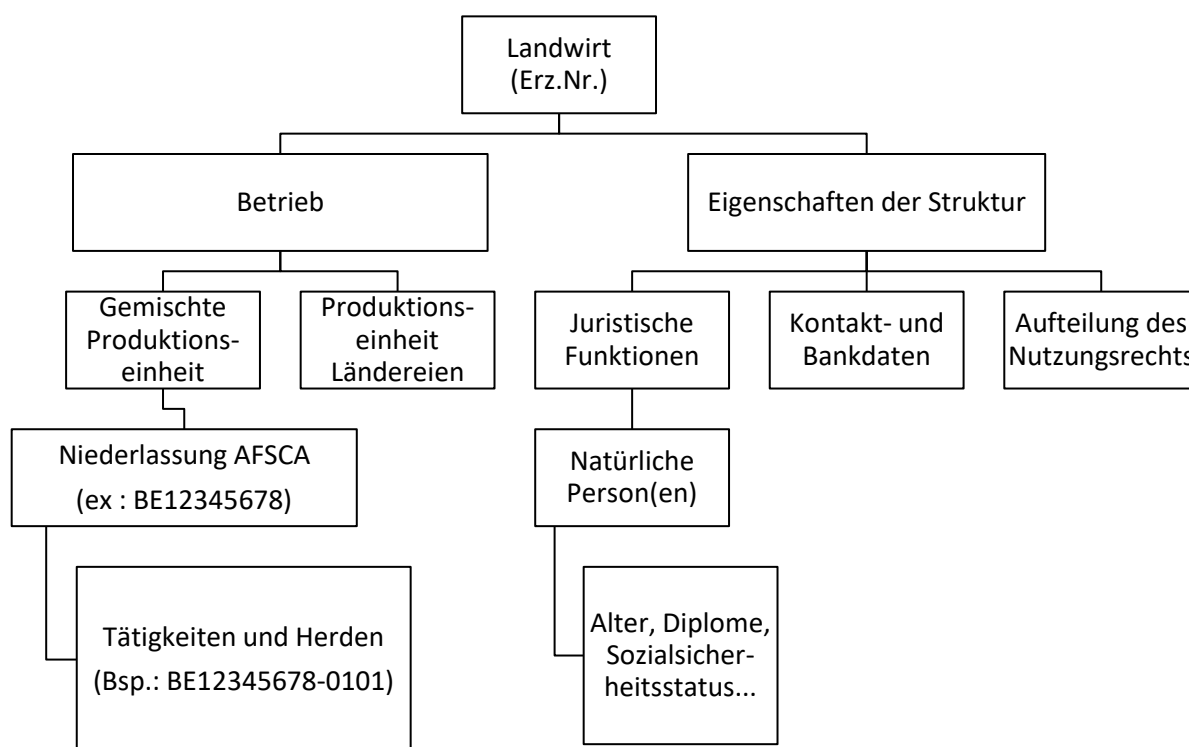 Landwirt
(Erz.Nr.)
Betrieb
Eigenschaften der Struktur
Gemischte
Produktions-
einheit
Produktions-
einheit
Ländereien
Juristische
Funktionen
Kontakt- und
Bankdaten
Aufteilung des
Nutzungsrechts
Niederlassung AFSCA
(ex : BE12345678)
Natürliche
Person(en)
Tätigkeiten und Herden
(Bsp.: BE12345678-0101)
Alter, Diplome,
Sozialsicher-
heitsstatus...